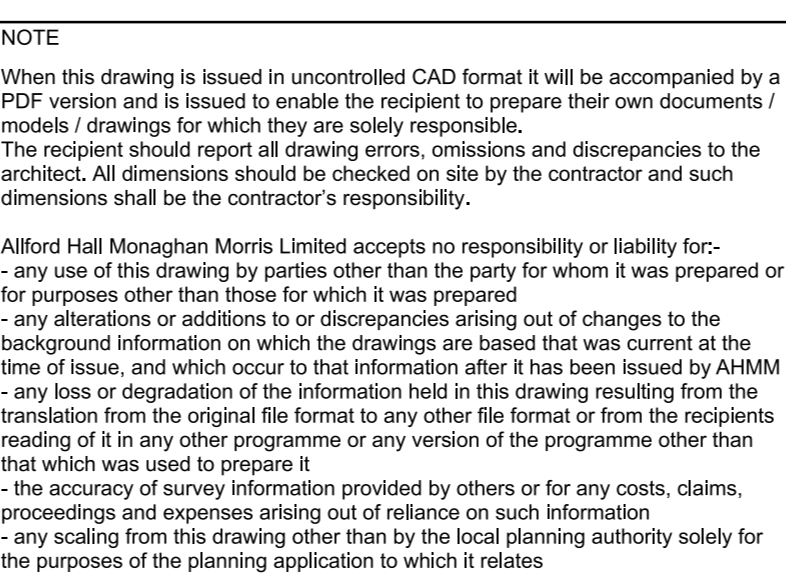 NOTE
When this drawing is issued in uncontrolled CAD format it will be accompanied by a
PDF version and is issued to enable the recipient to prepare their own documents /
models / drawings for which they are solely responsible.
The recipient should report all drawing errors, omissions and discrepancies to the
architect. All dimensions should be checked on site by the contractor and such
dimensions shall be the contractor’s responsibility.
Allford Hall Monaghan Morris Limited accepts no responsibility or liability for:-
- any use of this drawing by parties other than the party for whom it was prepared or
for purposes other than those for which it was prepared
- any alterations or additions to or discrepancies arising out of changes to the
background information on which the drawings are based that was current at the
time of issue, and which occur to that information after it has been issued by AHMM
- any loss or degradation of the information held in this drawing resulting from the
translation from the original file format to any other file format or from the recipients
reading of it in any other programme or any version of the programme other than
that which was used to prepare it
- the accuracy of survey information provided by others or for any costs, claims,
proceedings and expenses arising out of reliance on such information
- any scaling from this drawing other than by the local planning authority solely for
the purposes of the planning application to which it relates